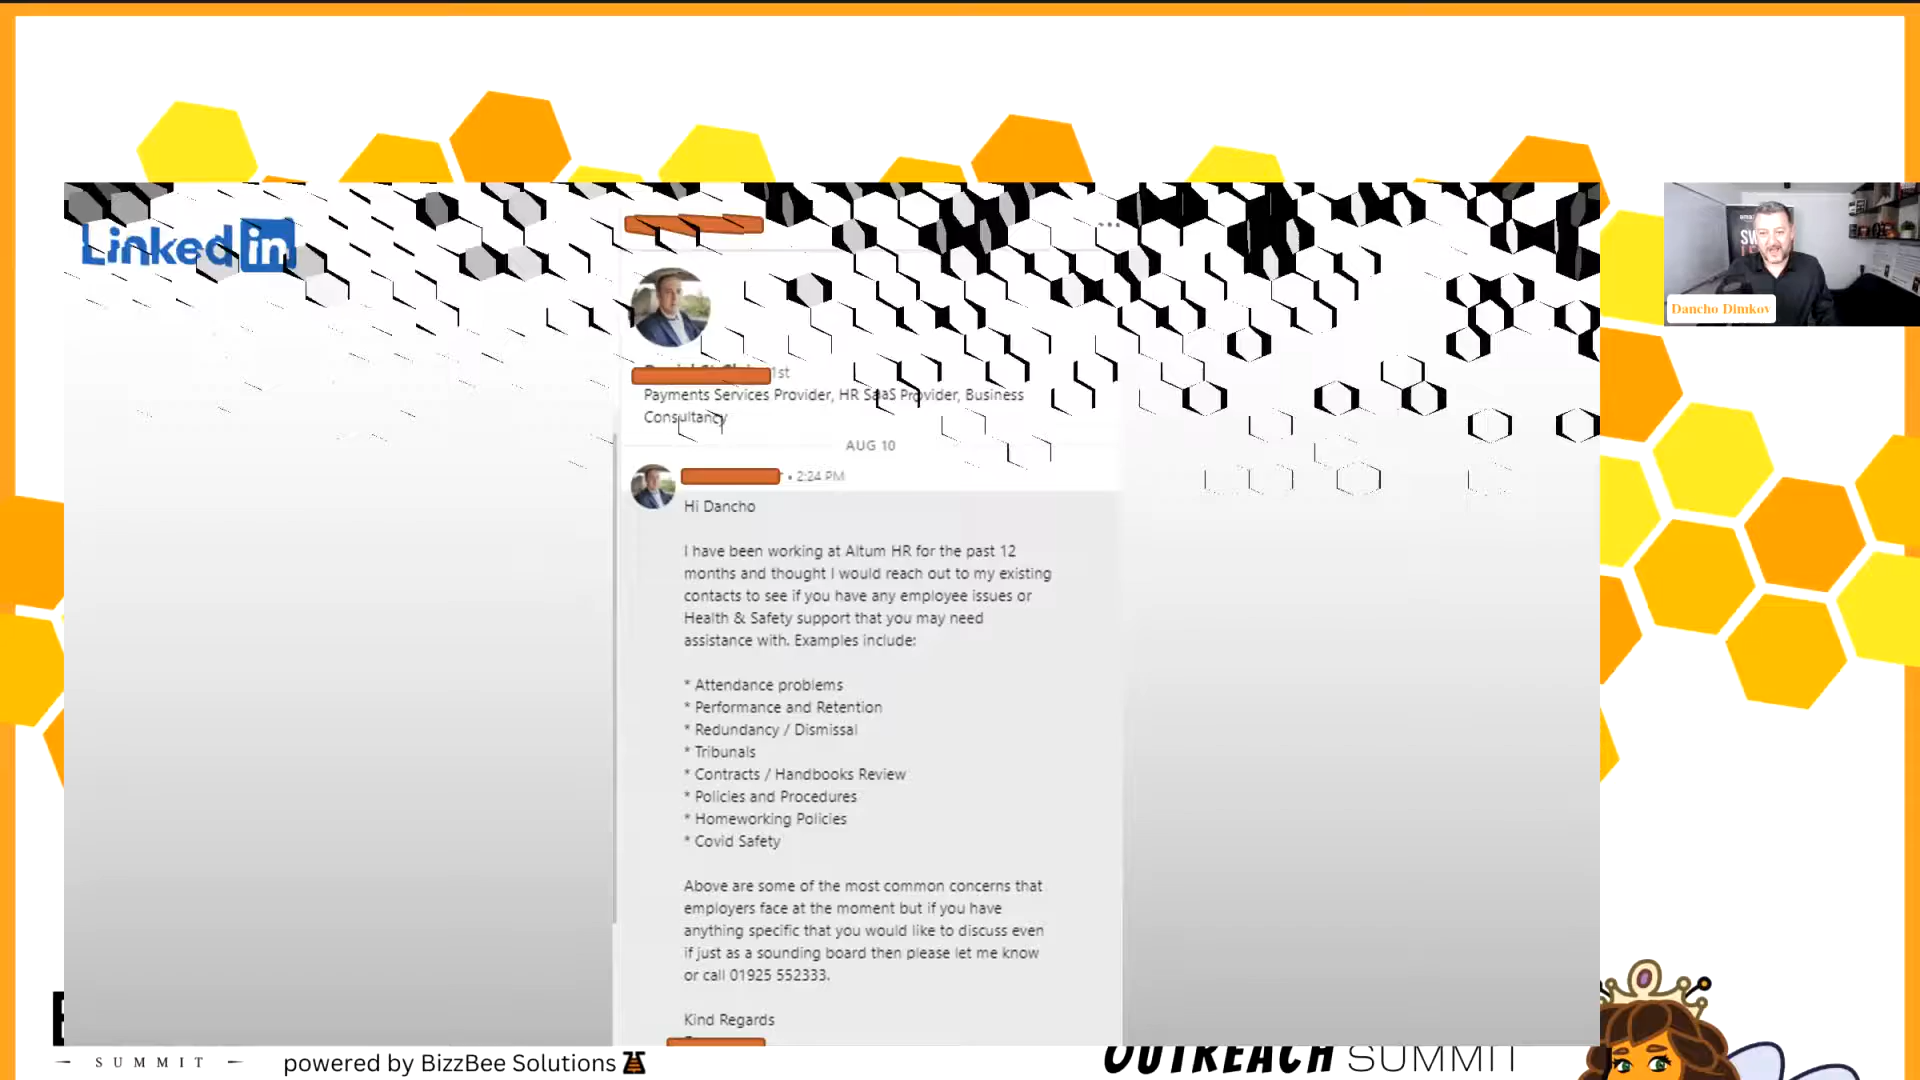 Linked in
1st
Payments Services Provider, HR SaaS Provider, Business
Consultancy
AUG 10
• 2:24 PM
Hi Dancho
I have been working at Altum HR for the past 12
months and thought I would reach out to my existing
contacts to see if you have any employee issues or
Health & Safety support that you may need
assistance with. Examples include:
* Attendance problems
* Performance and Retention
* Redundancy / Dismissal
* Tribunals
* Contracts / Handbooks Review
* Policies and Procedures
* Homeworking Policies
* Covid Safety
Above are some of the most common concerns that
employers face at the moment but if you have
anything specific that you would like to discuss even
if just as a sounding board then please let me know
or call 01925 552333.
Kind Regards
Dancho Dimkov
SUMMIT
powered by BizzBee Solutions
OUTREACH SUMMIT